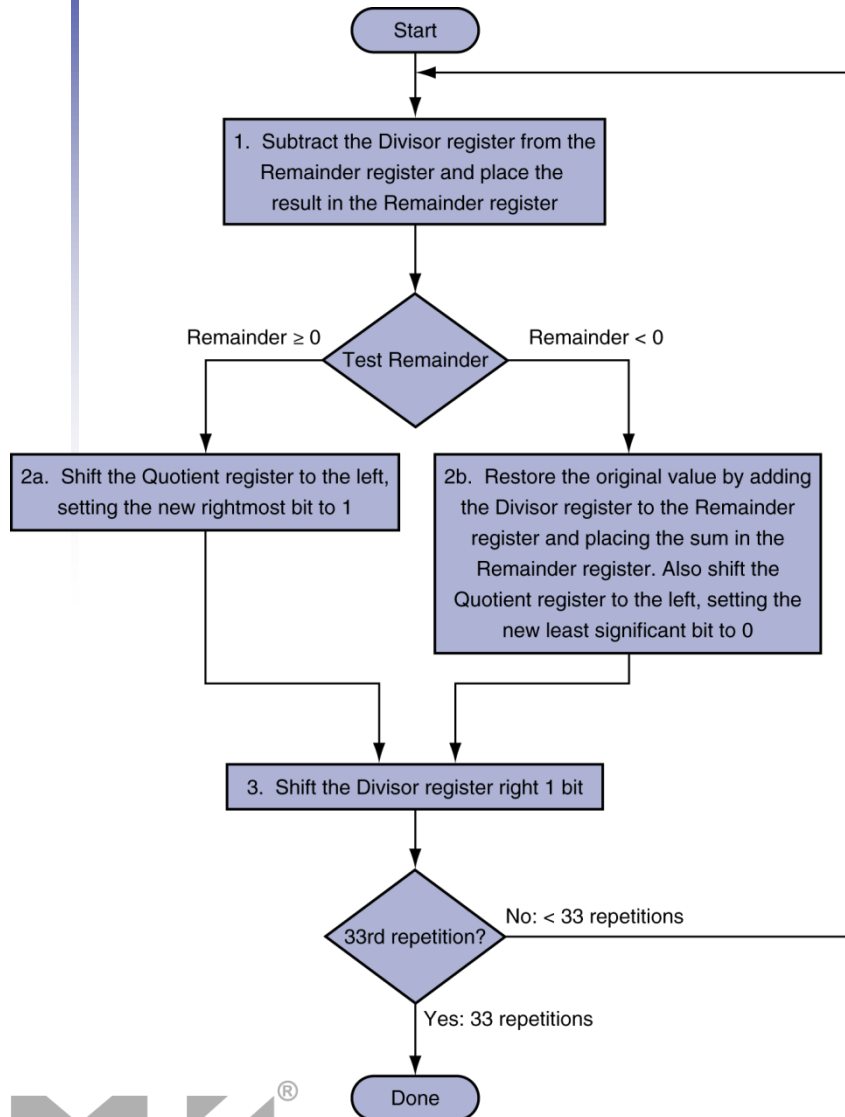 Start
1. Subtract the Divisor register from the
Remainder register and place the
result in the Remainder register
Remainder ≥ 0
Remainder < 0
Test Remainder
2a. Shift the Quotient register to the left,
setting the new rightmost bit to 1
2b. Restore the original value by adding
the Divisor register to the Remainder
register and placing the sum in the
Remainder register. Also shift the
Quotient register to the left, setting the
new least significant bit to 0
3. Shift the Divisor register right 1 bit
33rd repetition?
No: < 33 repetitions
Yes: 33 repetitions
®
Done